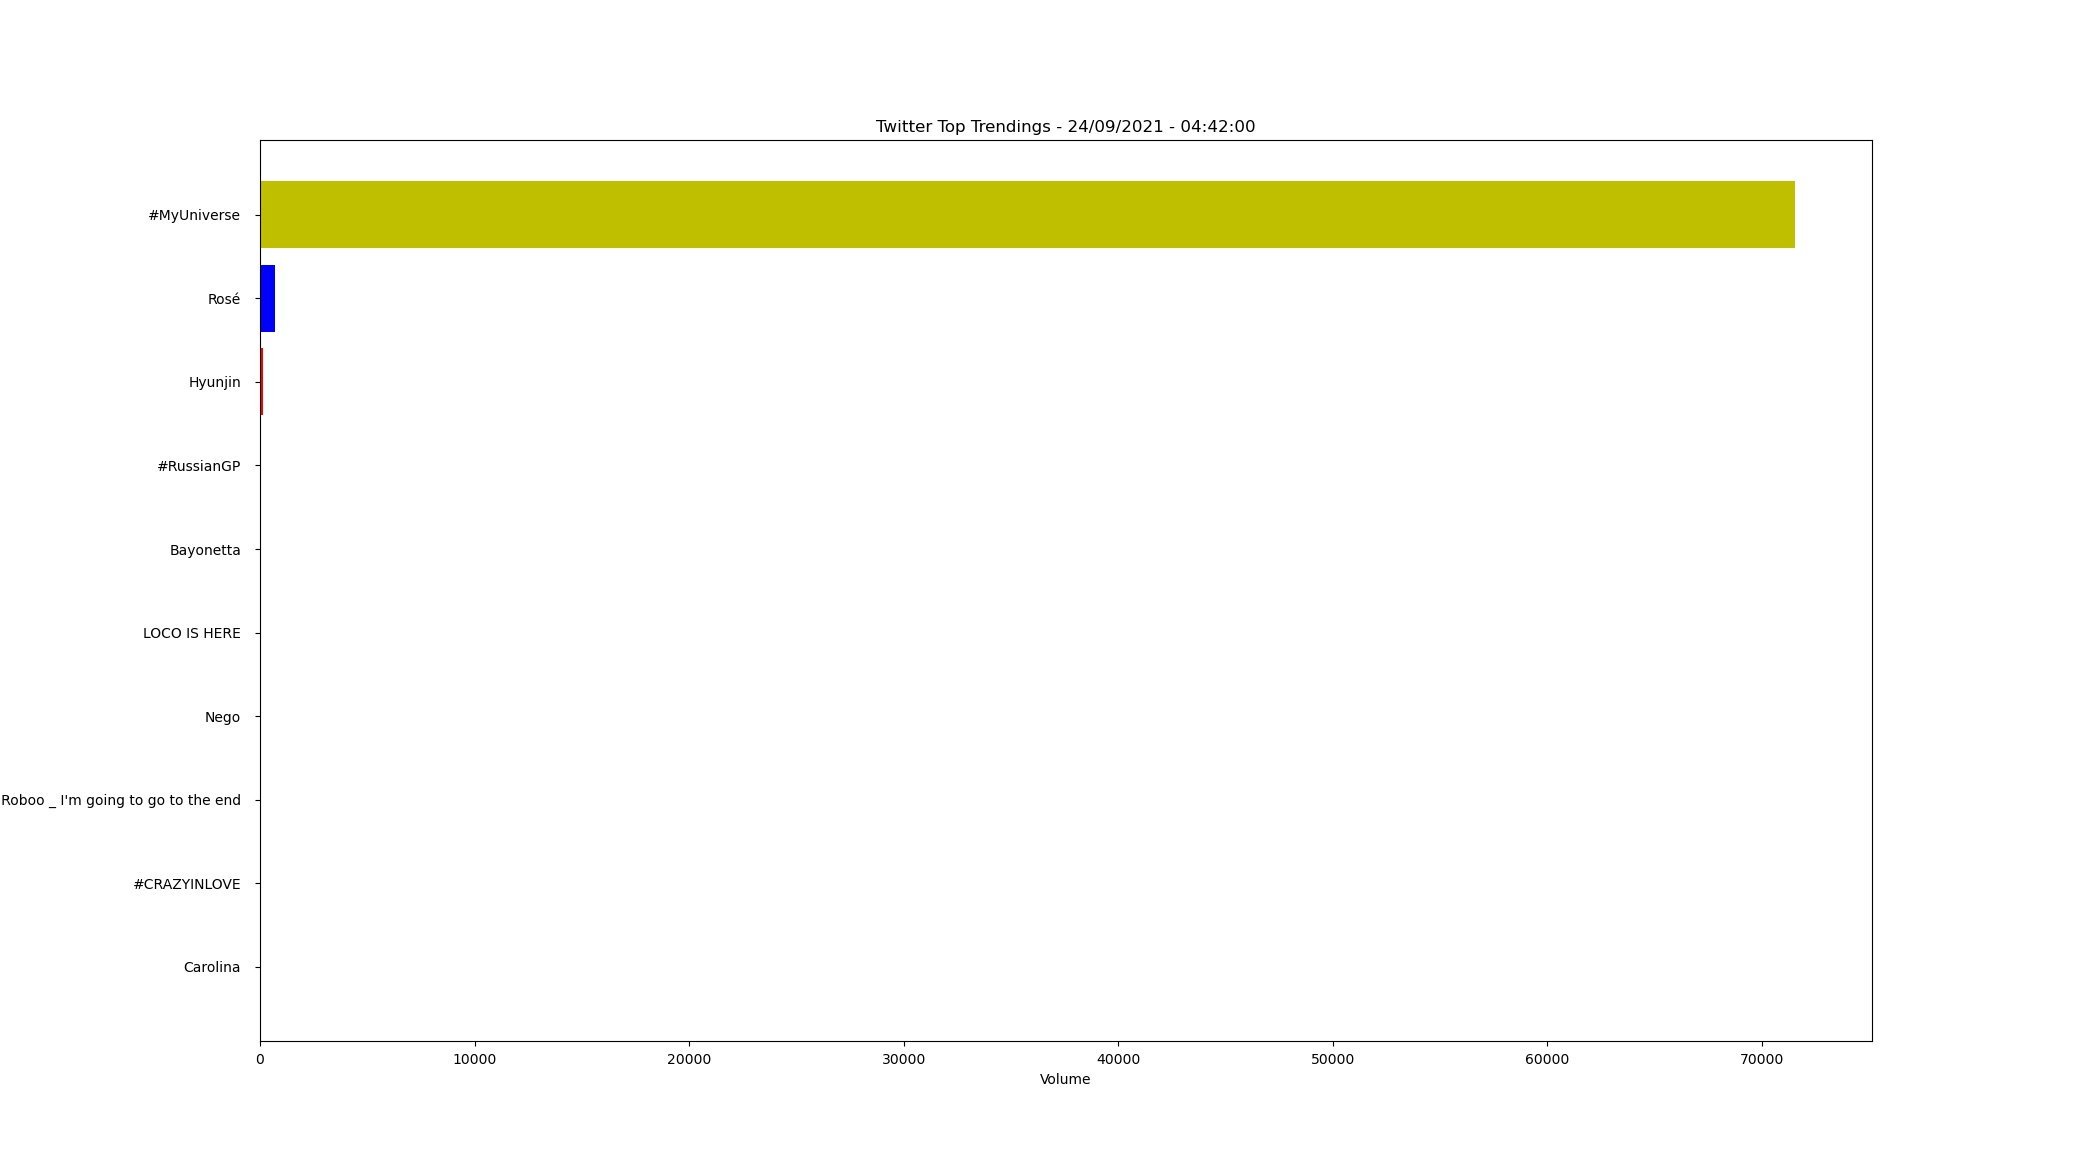 Twitter Top Trendings - 24/09/2021 - 04:42:00
#MyUniverse
Rosé
Hyunjin
#RussianGP
Bayonetta
LOCO IS HERE
Nego
Roboo _ I'm going to go to the end
#CRAZYINLOVE
Carolina
0 10000 20000 30000 40000 50000 60000 70000
Volume